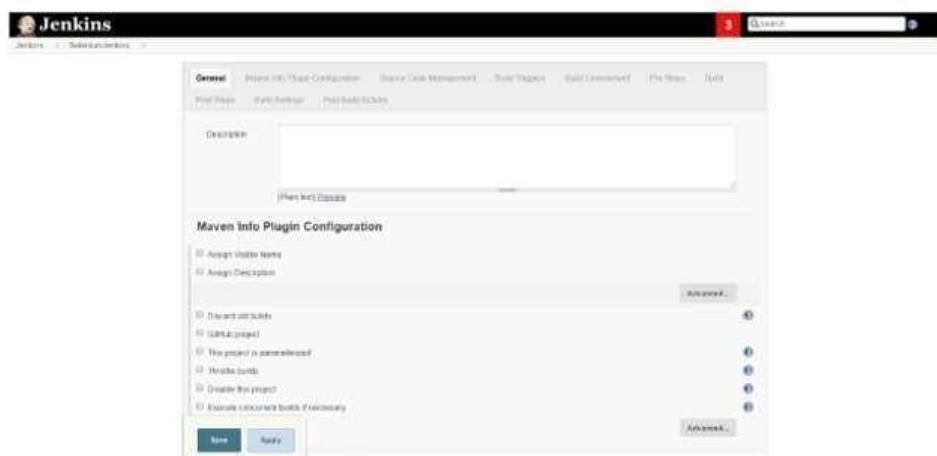 Jenkins
3
search
Jenkins
SeleniumJenkins
General Maven Info Plugin Configuration Source Code Management Build Triggers Build Environment Pre Steps Build
Post Steps Build Settings Post-build Actions
Description
[Plain text] Preview
Maven Info Plugin Configuration
Assign Visible Name
Assign Description
Advanced...
Discard old builds
GitHub project
This project is parameterized
Throttle builds
Disable this project
Execute concurrent builds if necessary
Advanced...
Save
Apply